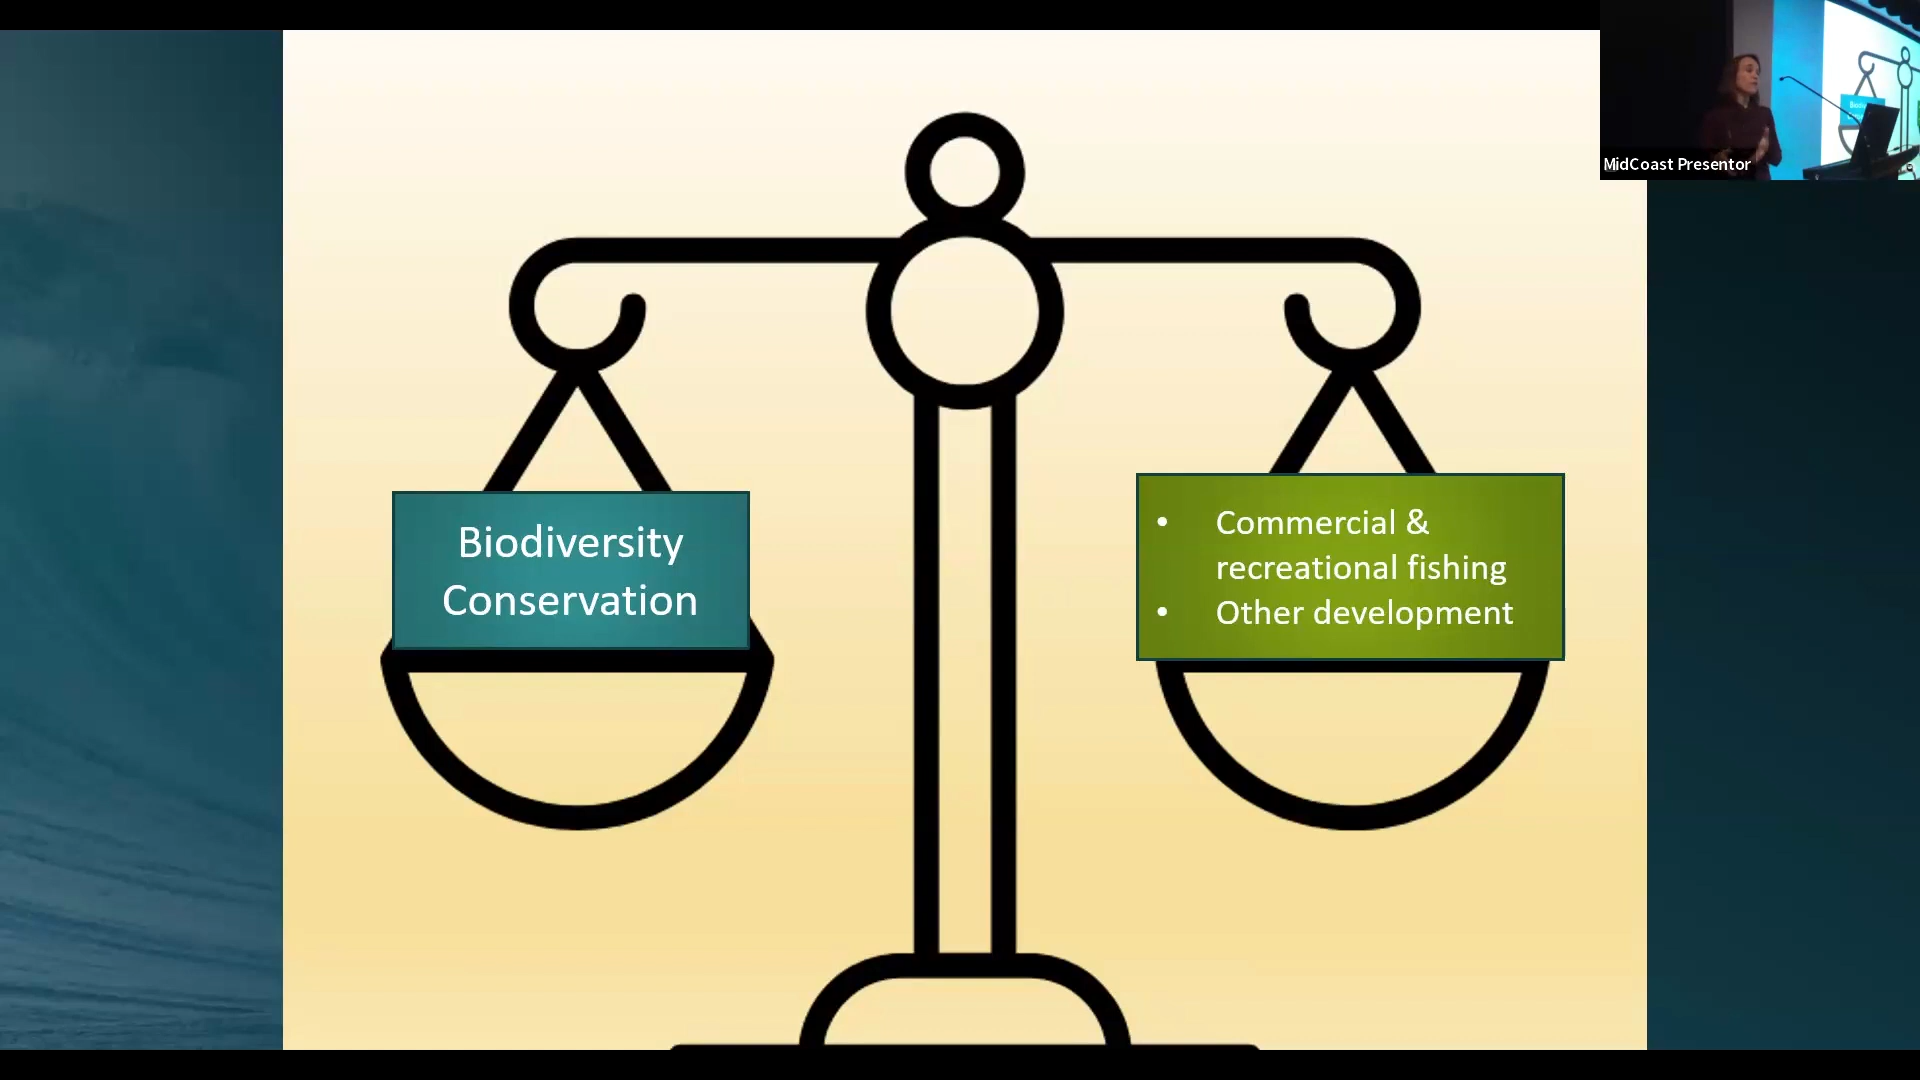 MidCoast Presentor
Biodiversity
Conservation
• Commercial &
recreational fishing
• Other development